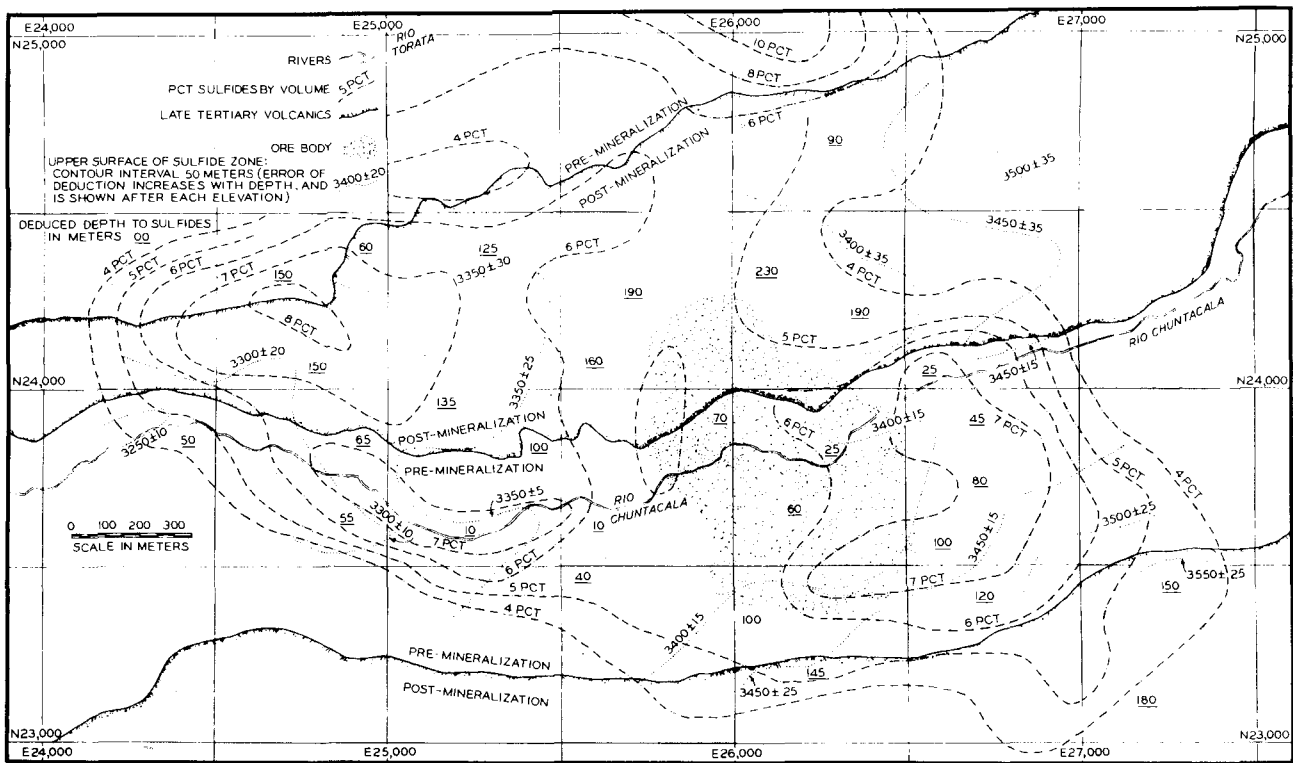 E24,000
E25,000
E26,000
E27,000
N25,000
N25,000
RIO
TORATA
10 PCT
RIVERS
8 PCT
PCT SULFIDES BY VOLUME 5 PCT
LATE TERTIARY VOLCANICS
6 PCT
PRE-MINERALIZATION
POST-MINERALIZATION
90
4 PCT
ORE BODY
UPPER SURFACE OF SULFIDE ZONE:
CONTOUR INTERVAL 50 METERS (ERROR OF
DEDUCTION INCREASES WITH DEPTH, AND
IS SHOWN AFTER EACH ELEVATION)
3400±20
3500±35
DEDUCED DEPTH TO SULFIDES
IN METERS 00
3450±35
60
125
6 PCT
3400±35
4 PCT
5 PCT
6 PCT
7 PCT
150
13350±30
230
4 PCT
190
190
8 PCT
5 PCT
RIO CHUNTACALA
3300±20
150
3350±25
160
25
3450±15
N24,000
N24,000
135
POST-MINERALIZATION
PRE-MINERALIZATION
3250±10
50
65
100
70
6 PCT
25
3400±15
45
7 PCT
5 PCT
4 PCT
80
3350±5
RIO
CHUNTACALA
55
3300±10
10
10
60
3450±15
3500±25
7 PCT
0 100 200 300
SCALE IN METERS
100
6 PCT
40
5 PCT
4 PCT
7 PCT
120
150
3550±25
6 PCT
100
3400±15
PRE-MINERALIZATION
POST-MINERALIZATION
145
3450±25
180
N23,000
N23,000
E24,000
E25,000
E26,000
E27,000